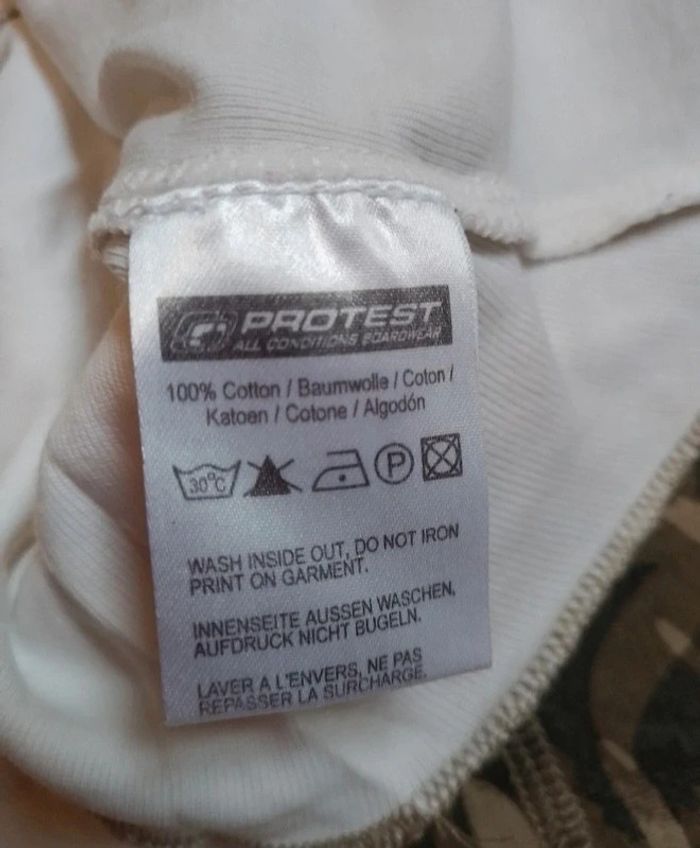 PROTEST
ALL CONDITIONS BOARDWEAR
100% Cotton / Baumwolle / Coton /
Katoen / Cotone / Algodón
30°C P
WASH INSIDE OUT, DO NOT IRON
PRINT ON GARMENT.
INNENSEITE AUSSEN WASCHEN,
AUFDRUCK NICHT BUGELN.
LAVER A L'ENVERS, NE PAS
REPASSER LA SURCHARGE.